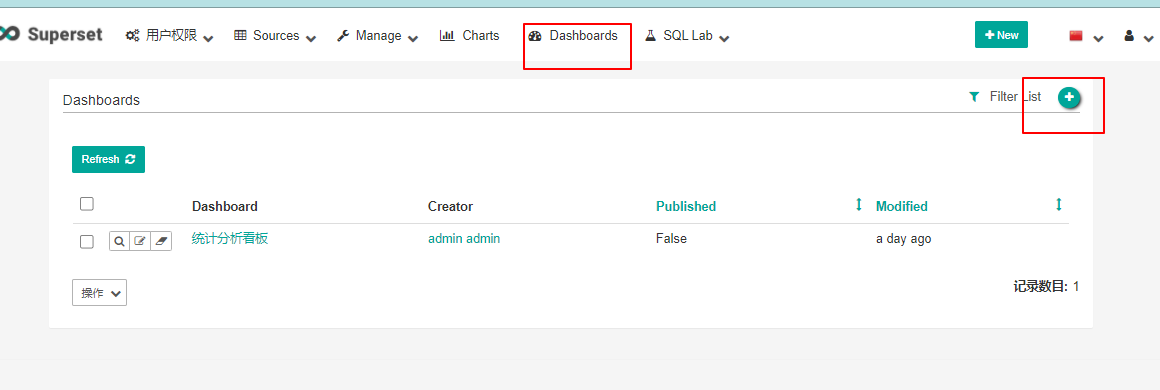 Superset 用户权限 Sources Manage Charts Dashboards SQL Lab New
Dashboards Filter List
Refresh
Dashboard Creator Published Modified
统计分析看板 admin admin False a day ago
操作 记录数目: 1